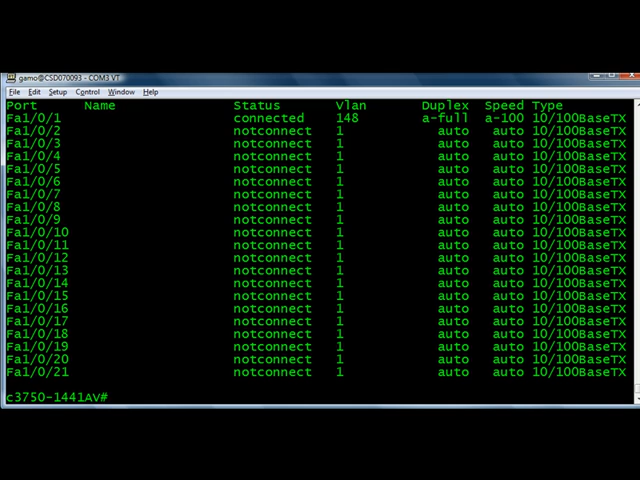 gamo@CSD070093 - COM3 VT
File Edit Setup Control Window Help
Port Name Status Vlan Duplex Speed Type
Fa1/0/1 connected 148 a-full a-100 10/100BaseTX
Fa1/0/2 notconnect 1 auto auto 10/100BaseTX
Fa1/0/3 notconnect 1 auto auto 10/100BaseTX
Fa1/0/4 notconnect 1 auto auto 10/100BaseTX
Fa1/0/5 notconnect 1 auto auto 10/100BaseTX
Fa1/0/6 notconnect 1 auto auto 10/100BaseTX
Fa1/0/7 notconnect 1 auto auto 10/100BaseTX
Fa1/0/8 notconnect 1 auto auto 10/100BaseTX
Fa1/0/9 notconnect 1 auto auto 10/100BaseTX
Fa1/0/10 notconnect 1 auto auto 10/100BaseTX
Fa1/0/11 notconnect 1 auto auto 10/100BaseTX
Fa1/0/12 notconnect 1 auto auto 10/100BaseTX
Fa1/0/13 notconnect 1 auto auto 10/100BaseTX
Fa1/0/14 notconnect 1 auto auto 10/100BaseTX
Fa1/0/15 notconnect 1 auto auto 10/100BaseTX
Fa1/0/16 notconnect 1 auto auto 10/100BaseTX
Fa1/0/17 notconnect 1 auto auto 10/100BaseTX
Fa1/0/18 notconnect 1 auto auto 10/100BaseTX
Fa1/0/19 notconnect 1 auto auto 10/100BaseTX
Fa1/0/20 notconnect 1 auto auto 10/100BaseTX
Fa1/0/21 notconnect 1 auto auto 10/100BaseTX
c3750-1441AV#